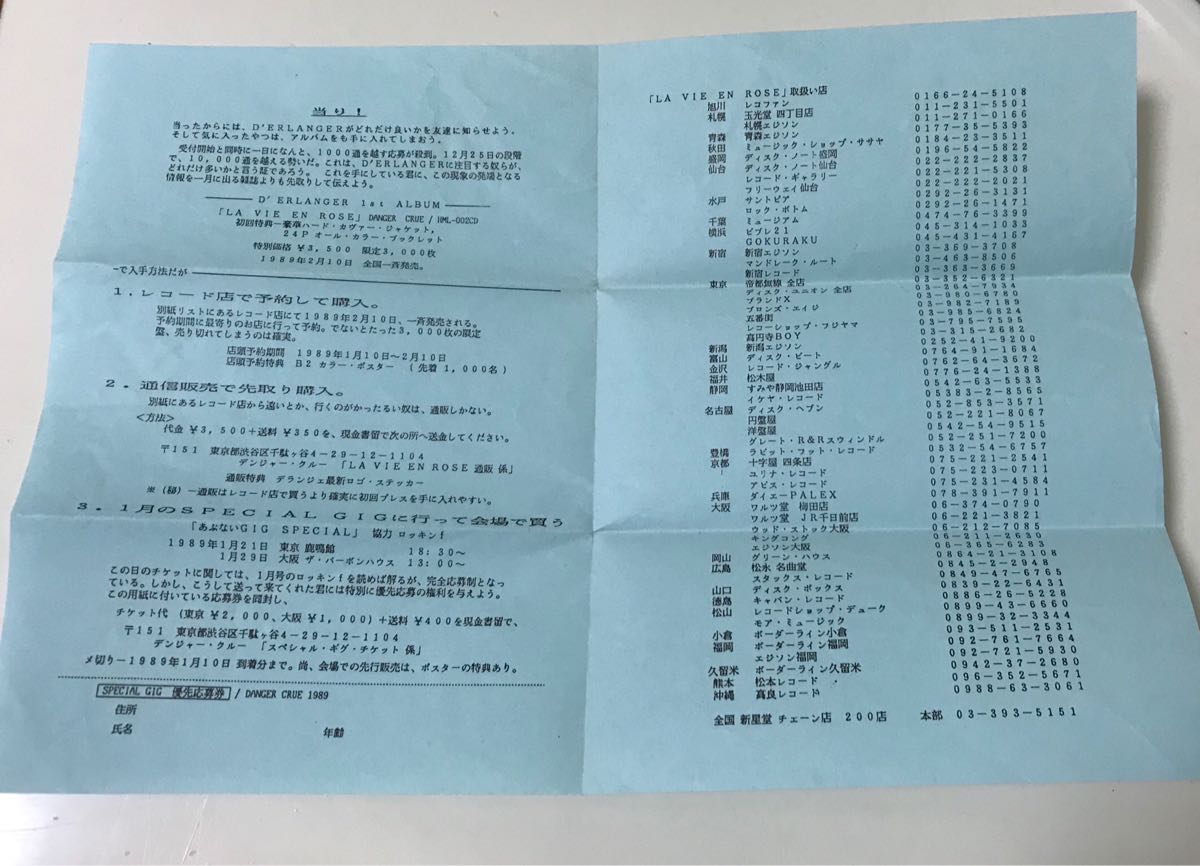 当り!
当ったからには、D'ERLANGERがどれだけ良いかを友達に知らせよう。
そして気に入ったやつは、アルバムをも手に入れてしまおう。
受付開始と同時に一日になんと、1000通を越す応募が殺到。12月25日の段階
で、10,000通を越える勢いだ。これは、D'ERLANGERに注目する奴らが、
どれだけ多いかと言う証であろう。 これを手にしている君に、この現象の発端となる
情報を一月に出る雑誌よりも先取りして伝えよう。
D'ERLANGER 1st ALBUM
「LA VIE EN ROSE」DANGER CRUE / HML-002CD
初回特典ー豪華ハード・カヴァー・ジャケット,
24P オール・カラー・ブックレット
特別価格 ¥3,500 限定3,000枚
1989年2月10日 全国一斉発売。
ーで入手方法だが
1.レコード店で予約して購入。
別紙リストにあるレコード店にて1989年2月10日、一斉発売される。
予約期間に最寄りのお店に行って予約。でないとたった3,000枚の限定
盤、売り切れてしまうのは確実。
店頭予約期間 1989年1月10日〜2月10日
店頭予約特典 B2 カラー・ポスター (先着 1,000名)
2.通信販売で先取り購入。
別紙にあるレコード店から遠いとか、行くのがかったるい奴は、通販しかない。
<方法>
代金 ¥3,500+送料 ¥350を、現金書留で次の所へ送金してください。
〒151 東京都渋谷区千駄ヶ谷4-29-12-1104
デンジャー・クルー 「LA VIE EN ROSE 通販 係」
通販特典 デランジェ最新ロゴ・ステッカー
※(秘)ー通販はレコード店で買うより確実に初回プレスを手に入れやすい。
3.1月のSPECIAL GIGに行って会場で買う
「あぶないGIG SPECIAL」 協力 ロッキンf
1989年1月21日 東京 鹿鳴館 18:30〜
1月29日 大阪 ザ・バーボンハウス 13:00〜
この日のチケットに関しては、1月号のロッキンfを読めば解るが、完全応募制となっ
ている。しかし、こうして送って来てくれた君には特別に優先応募の権利を与えよう。
この用紙に付いている応募券を同封し、
チケット代 (東京 ¥2,000、大阪 ¥1,000)+送料 ¥400を現金書留で、
〒151 東京都渋谷区千駄ヶ谷4-29-12-1104
デンジャー・クルー 「スペシャル・ギグ・チケット 係」
〆切りー1989年1月10日 到着分まで。尚、会場での先行販売は、ポスターの特典あり。
SPECIAL GIG 優先応募券 / DANGER CRUE 1989
住所
氏名 年齢
「LA VIE EN ROSE」取扱い店
旭川 レコファン 0166-24-5108
札幌 玉光堂 四丁目店 011-231-5501
札幌エジソン 011-271-0166
青森 青森エジソン 0177-35-5393
秋田 ミュージック・ショップ・ササヤ 0184-23-3511
盛岡 ディスク・ノート盛岡 0196-54-5822
仙台 ディスク・ノート仙台 022-222-2837
レコード・ギャラリー 022-222-3132
フリーウェイ仙台 022-222-2021
水戸 サントピア 0292-26-3131
ロック・ボトム 0292-26-1471
千葉 ミュージアム 0474-76-3399
横浜 ビブレ21 045-314-1033
GOKURAKU 045-431-4167
新宿 新宿エジソン 03-369-3708
マンドレーク・ルート 03-463-8506
新宿レコード 03-363-3669
東京 帝都無線 全店 03-352-6321
ディスク・ユニオン 全店 03-264-7934
ブランドX 03-980-6780
ブロンズ・エイジ 03-982-7189
五番街 03-985-6824
レコーショップ・フジヤマ 03-795-7595
高円寺BOY 03-315-2682
新潟 新潟エジソン 0252-41-9200
富山 ディスク・ビート 0764-91-1684
金沢 レコード・ジャングル 0762-64-3672
福井 松木屋 0776-24-1388
静岡 すみや静岡池田店 0542-63-5533
イケヤ・レコード 05383-2-8565
名古屋 ディスク・ヘブン 052-853-3571
円盤屋 052-221-8067
洋盤屋 0542-54-9515
グレート・R&Rスウィンドル 052-251-7200
豊橋 ラビット・フット・レコード 0532-54-6757
京都 十字屋 四条店 075-221-2541
ユリナ・レコード 075-223-0711
アビス・レコード 075-231-4584
兵庫 ダイエーPALEX 078-391-7911
大阪 ワルツ堂 梅田店 06-374-0790
ワルツ堂 JR千日前店 06-221-3821
ウッド・ストック大阪 06-212-7085
キングコング 06-211-2630
エジソン大阪 06-365-6283
岡山 グリーン・ハウス 0864-21-3108
広島 松永 名曲堂 0845-2-2948
スタックス・レコード 0849-47-6765
山口 ディスク・ボックス 0839-22-6431
徳島 キャバン・レコード 0886-26-5228
松山 レコードショップ・デューク 0899-43-6660
モア・ミュージック 0899-32-3344
小倉 ボーダーライン小倉 093-511-2531
福岡 ボーダーライン福岡 092-761-7664
エジソン福岡 092-721-5930
久留米 ボーダーライン久留米 0942-37-2680
熊本 松本レコード 096-352-5671
沖縄 高良レコード 0988-63-3061
全国 新星堂 チェーン店 200店 本部 03-393-5151